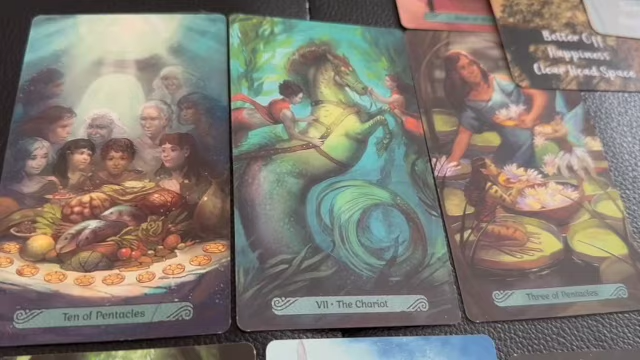 Better Off
Happiness
Clear Head Space
Ten of Pentacles
VII • The Chariot
Three of Pentacles